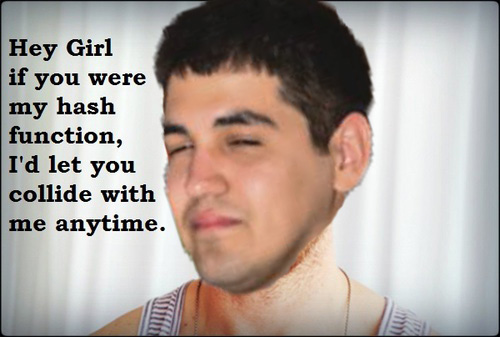 Hey Girl
if you were
my hash
function,
I'd let you
collide with
me anytime.